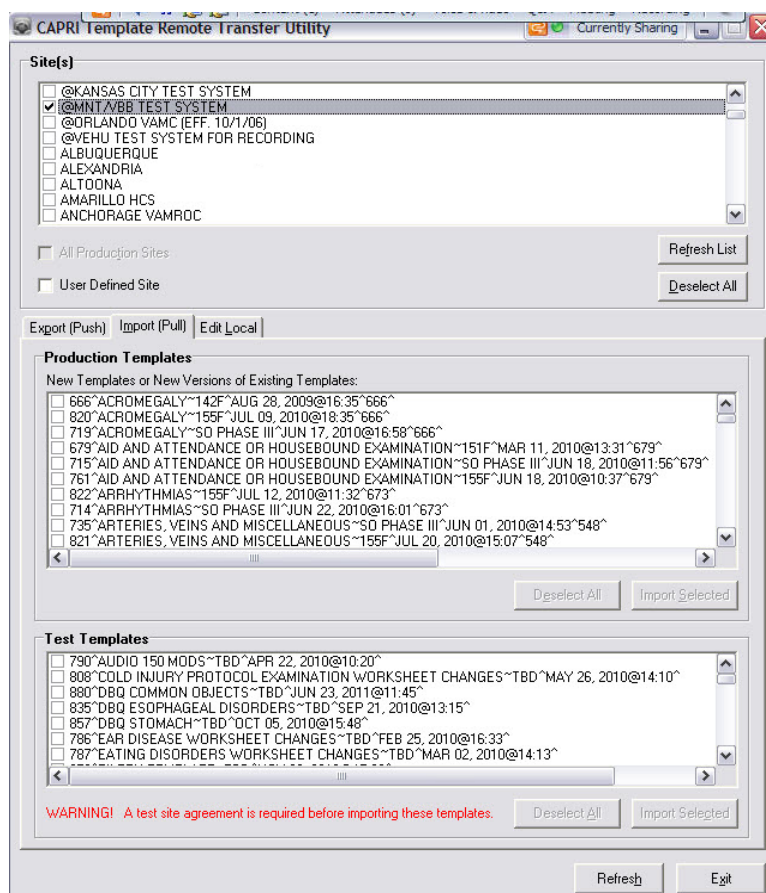 CAPRI Template Remote Transfer Utility
Currently Sharing
Site(s)
@KANSAS CITY TEST SYSTEM
@MNT/VBB TEST SYSTEM
@ORLANDO VAMC (EFF. 10/1/06)
@VEHU TEST SYSTEM FOR RECORDING
ALBUQUERQUE
ALEXANDRIA
ALTOONA
AMARILLO HCS
ANCHORAGE VAMROC
All Production Sites
Refresh List
User Defined Site
Deselect All
Export (Push) Import (Pull) Edit Local
Production Templates
New Templates or New Versions of Existing Templates:
666^ACROMEGALY~142F^AUG 28, 2009@16:35^666^
820^ACROMEGALY~155F^JUL 09, 2010@18:35^666^
719^ACROMEGALY~SO PHASE III^JUN 17, 2010@16:58^666^
679^AID AND ATTENDANCE OR HOUSEBOUND EXAMINATION~151F^MAR 11, 2010@13:31^679^
715^AID AND ATTENDANCE OR HOUSEBOUND EXAMINATION~SO PHASE III^JUN 18, 2010@11:56^679^
761^AID AND ATTENDANCE OR HOUSEBOUND EXAMINATION~155F^JUN 18, 2010@10:37^679^
822^ARRHYTHMIAS~155F^JUL 12, 2010@11:32^673^
714^ARRHYTHMIAS~SO PHASE III^JUN 22, 2010@16:01^673^
735^ARTERIES, VEINS AND MISCELLANEOUS~SO PHASE III^JUN 01, 2010@14:53^548^
821^ARTERIES, VEINS AND MISCELLANEOUS~155F^JUL 20, 2010@15:07^548^
Deselect All Import Selected
Test Templates
790^AUDIO 150 MODS~TBD^APR 22, 2010@10:20^
808^COLD INJURY PROTOCOL EXAMINATION WORKSHEET CHANGES~TBD^MAY 26, 2010@14:10^
880^DBQ COMMON OBJECTS~TBD^JUN 23, 2011@11:45^
835^DBQ ESOPHAGEAL DISORDERS~TBD^SEP 21, 2010@13:15^
857^DBQ STOMACH~TBD^OCT 05, 2010@15:48^
786^EAR DISEASE WORKSHEET CHANGES~TBD^FEB 25, 2010@16:33^
787^EATING DISORDERS WORKSHEET CHANGES~TBD^MAR 02, 2010@14:13^
WARNING! A test site agreement is required before importing these templates.
Deselect All Import Selected
Refresh Exit